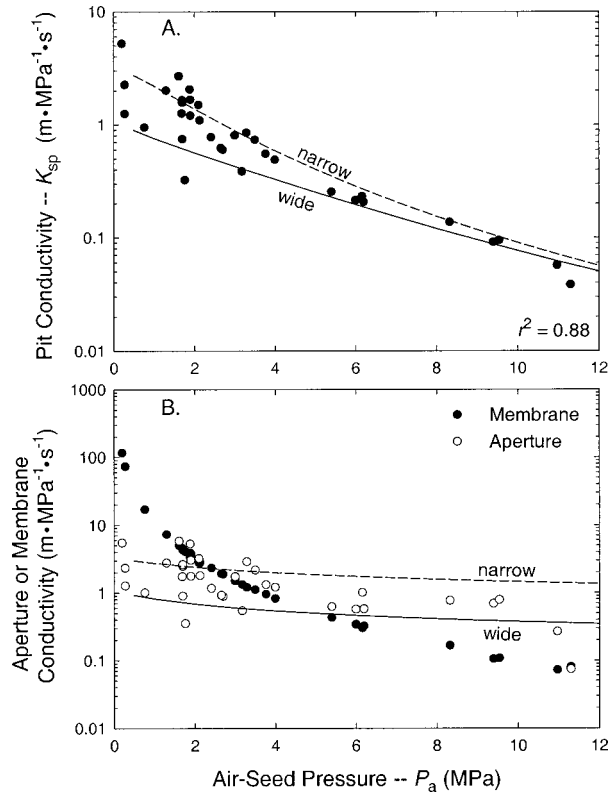 A.
Pit Conductivity -- Ksp (m•MPa-1•s-1)
10
1
0.1
0.01
narrow
wide
r2 = 0.88
0 2 4 6 8 10 12
B.
Aperture or Membrane
Conductivity (m•MPa-1•s-1)
1000
100
10
1
0.1
0.01
Membrane
Aperture
narrow
wide
0 2 4 6 8 10 12
Air-Seed Pressure -- Pa (MPa)